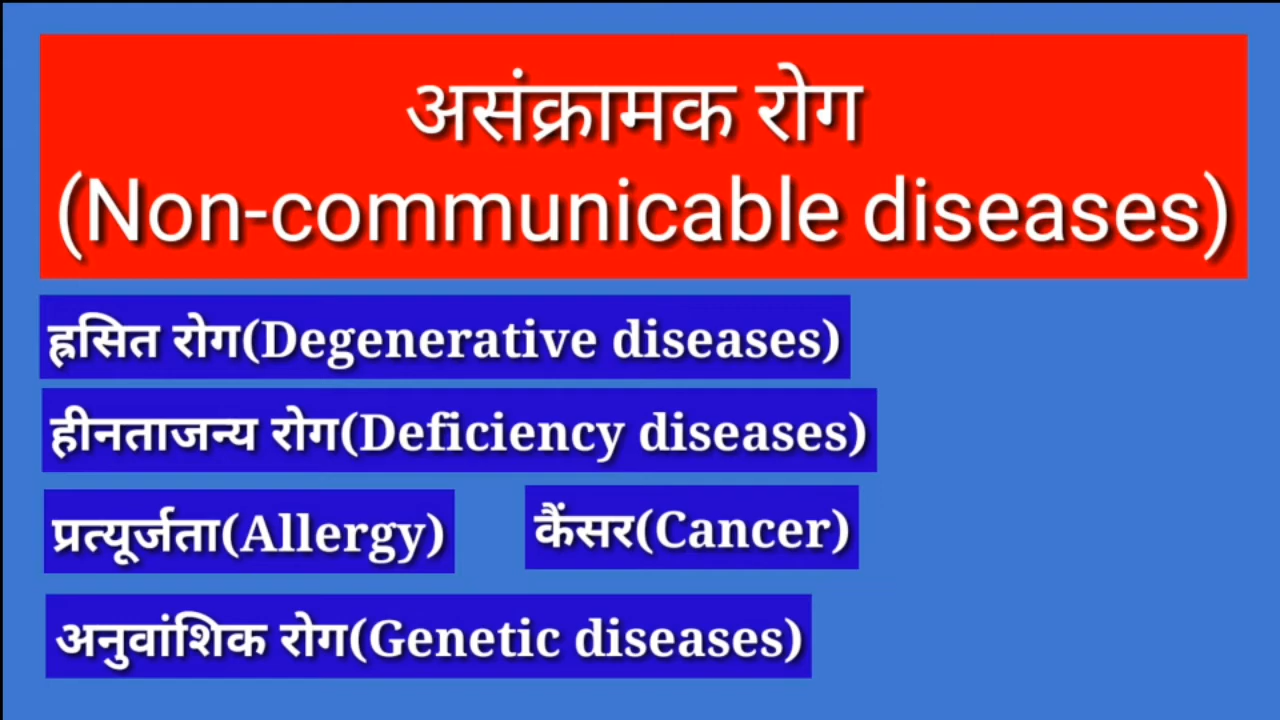 असंक्रामक रोग
(Non-communicable diseases)
ह्रसित रोग(Degenerative diseases)
हीनताजन्य रोग(Deficiency diseases)
प्रत्यूर्जता(Allergy) कैंसर(Cancer)
अनुवांशिक रोग(Genetic diseases)